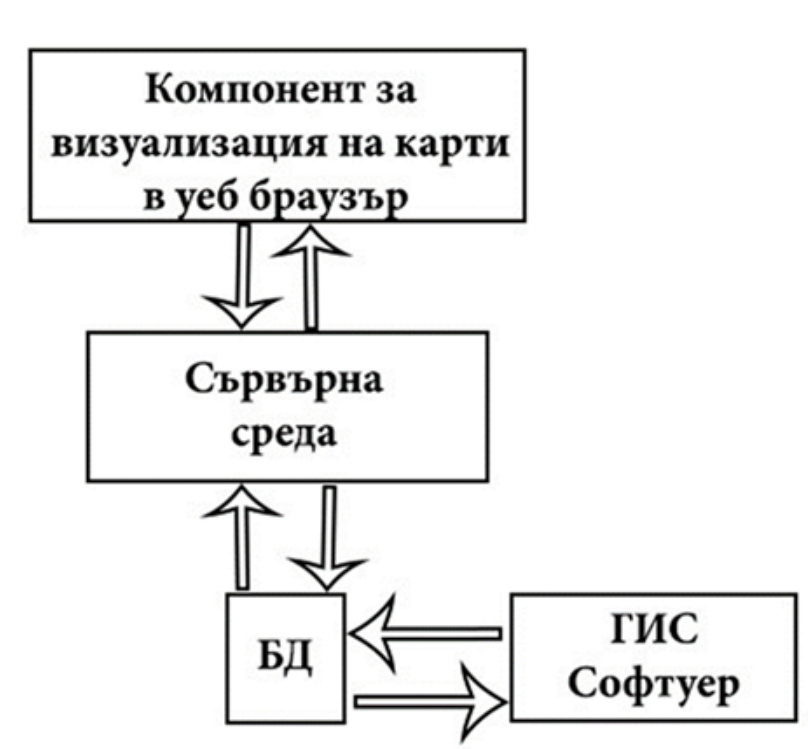 Компонент за
визуализация на карти
в уеб браузър
Сървърна
среда
БД
ГИС
Софтуер